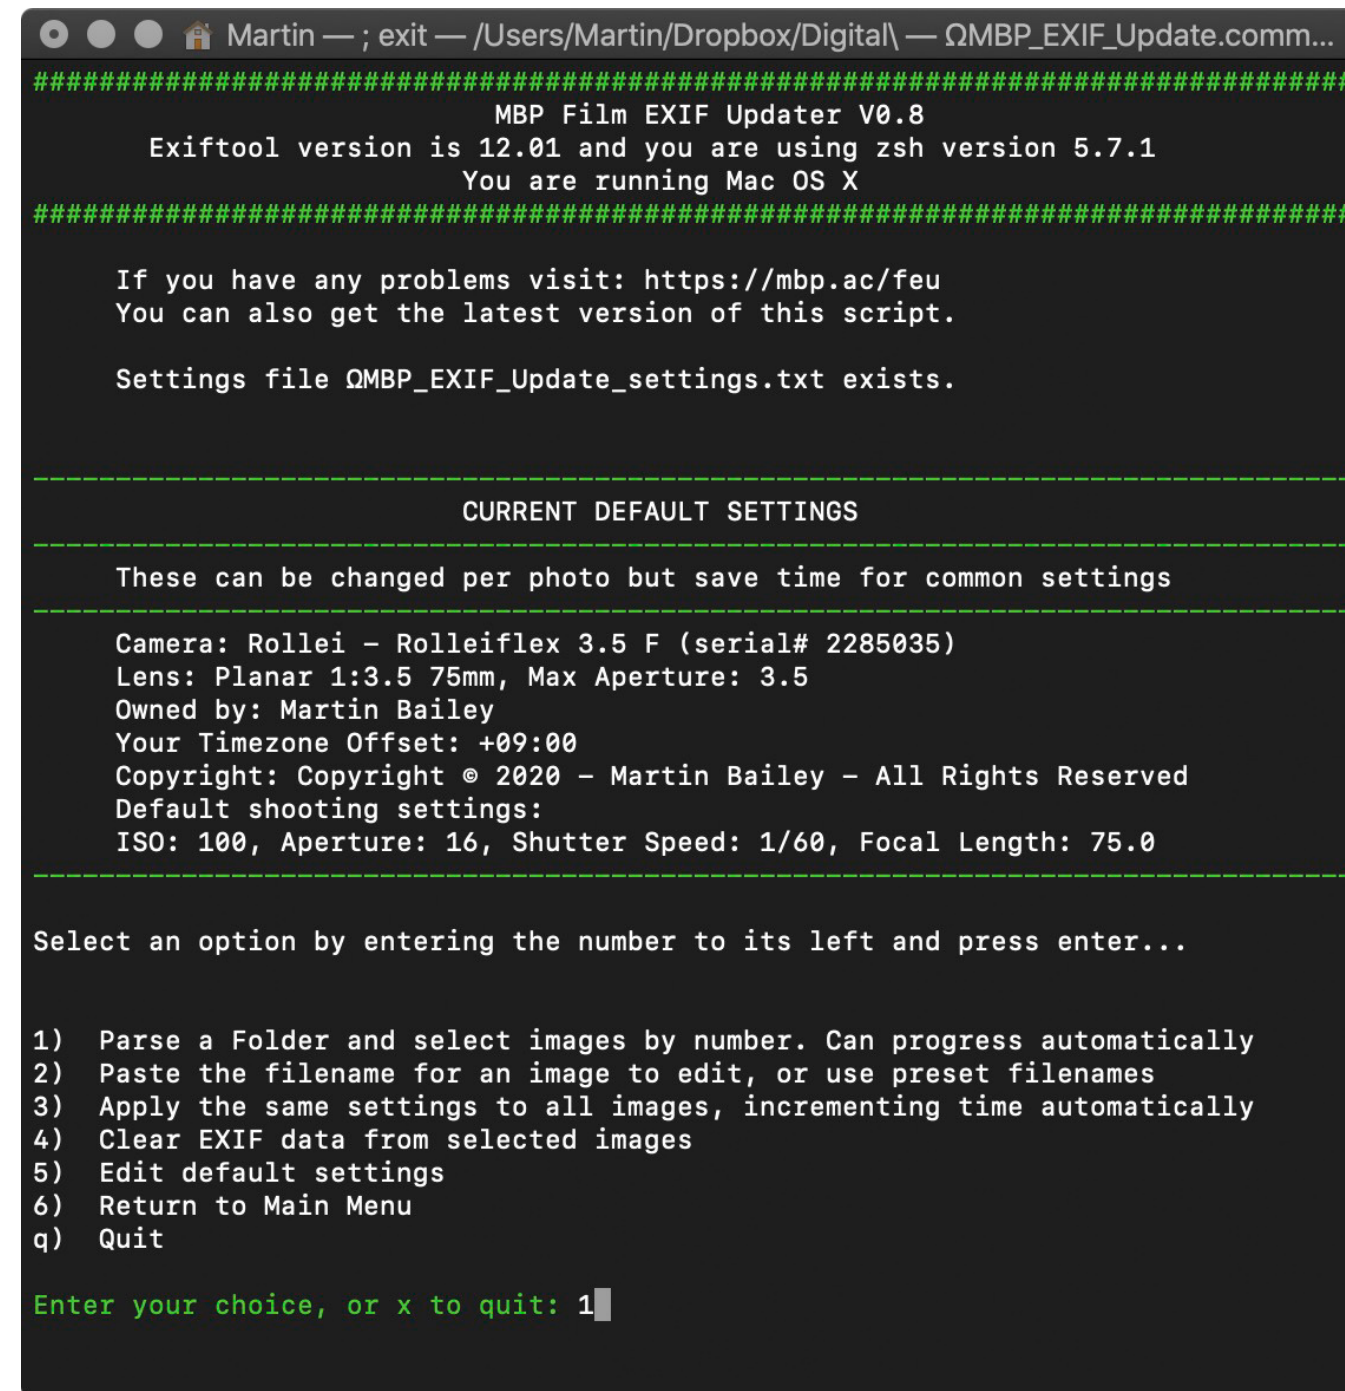 Martin — ; exit — /Users/Martin/Dropbox/Digital\ — ΩMBP_EXIF_Update.comm...
################################################################################
MBP Film EXIF Updater V0.8
Exiftool version is 12.01 and you are using zsh version 5.7.1
You are running Mac OS X
################################################################################
If you have any problems visit: https://mbp.ac/feu
You can also get the latest version of this script.
Settings file ΩMBP_EXIF_Update_settings.txt exists.
--------------------------------------------------------------------------------
CURRENT DEFAULT SETTINGS
--------------------------------------------------------------------------------
These can be changed per photo but save time for common settings
--------------------------------------------------------------------------------
Camera: Rollei – Rolleiflex 3.5 F (serial# 2285035)
Lens: Planar 1:3.5 75mm, Max Aperture: 3.5
Owned by: Martin Bailey
Your Timezone Offset: +09:00
Copyright: Copyright © 2020 – Martin Bailey – All Rights Reserved
Default shooting settings:
ISO: 100, Aperture: 16, Shutter Speed: 1/60, Focal Length: 75.0
--------------------------------------------------------------------------------
Select an option by entering the number to its left and press enter...
1) Parse a Folder and select images by number. Can progress automatically
2) Paste the filename for an image to edit, or use preset filenames
3) Apply the same settings to all images, incrementing time automatically
4) Clear EXIF data from selected images
5) Edit default settings
6) Return to Main Menu
q) Quit
Enter your choice, or x to quit: 1